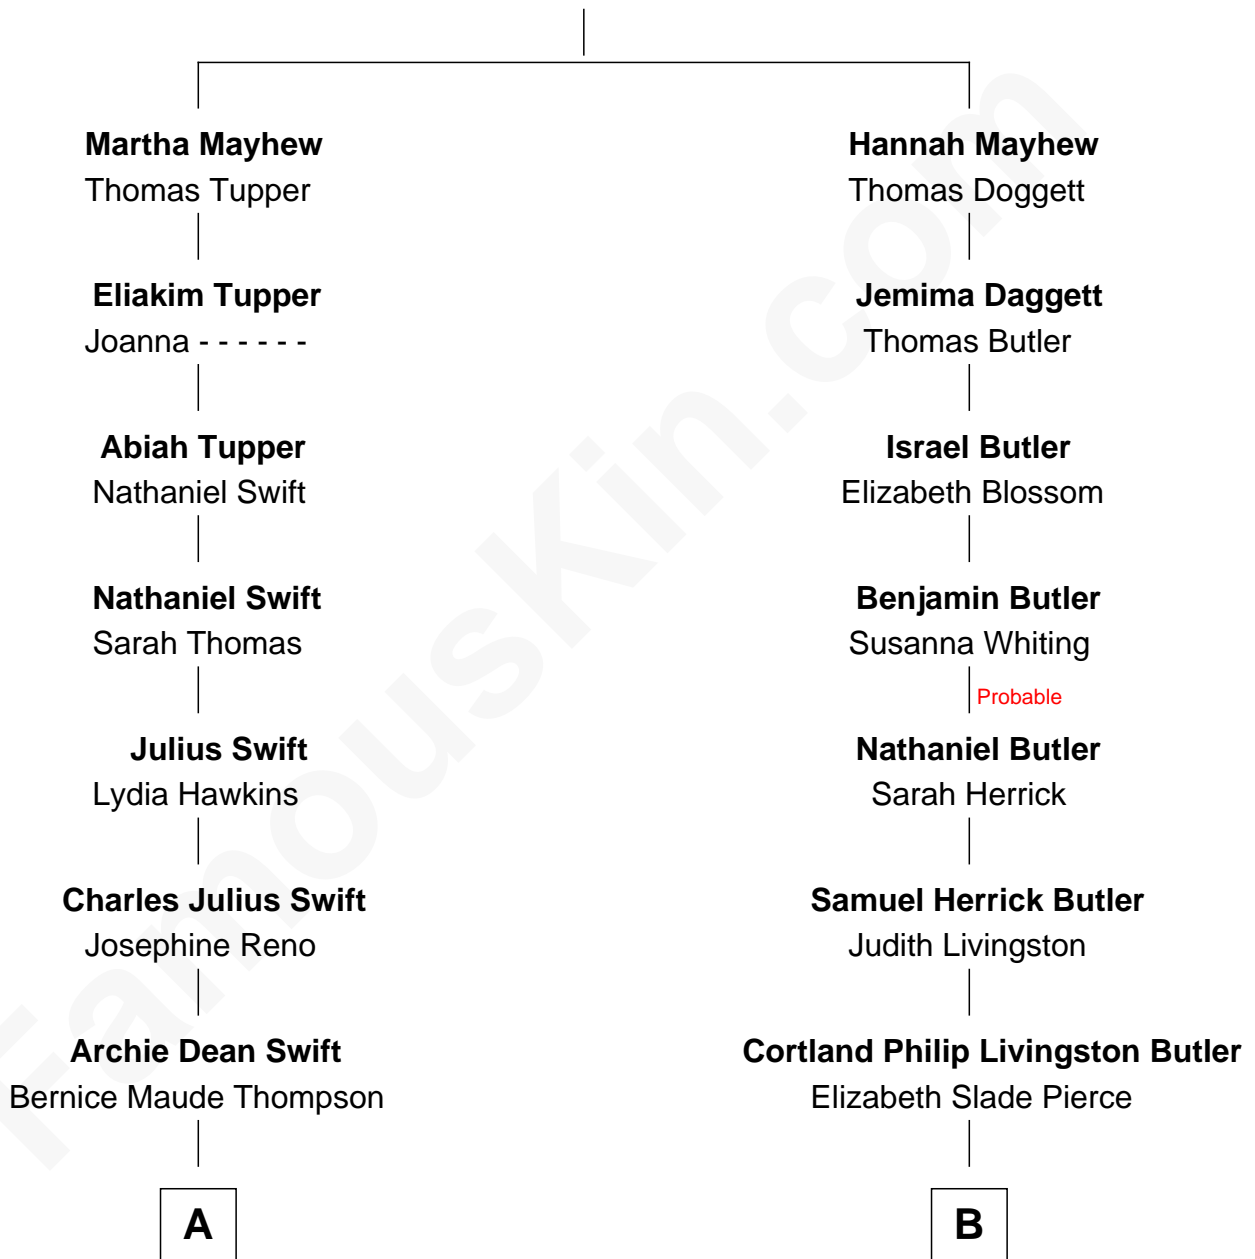 Martha Mayhew
Thomas Tupper
Eliakim Tupper
Joanna - - - - - -
Abiah Tupper
Nathaniel Swift
Nathaniel Swift
Sarah Thomas
Julius Swift
Lydia Hawkins
Charles Julius Swift
Josephine Reno
Archie Dean Swift
Bernice Maude Thompson
A
Hannah Mayhew
Thomas Doggett
Jemima Daggett
Thomas Butler
Israel Butler
Elizabeth Blossom
Benjamin Butler
Susanna Whiting
Probable
Nathaniel Butler
Sarah Herrick
Samuel Herrick Butler
Judith Livingston
Cortland Philip Livingston Butler
Elizabeth Slade Pierce
B
FamousKin.com